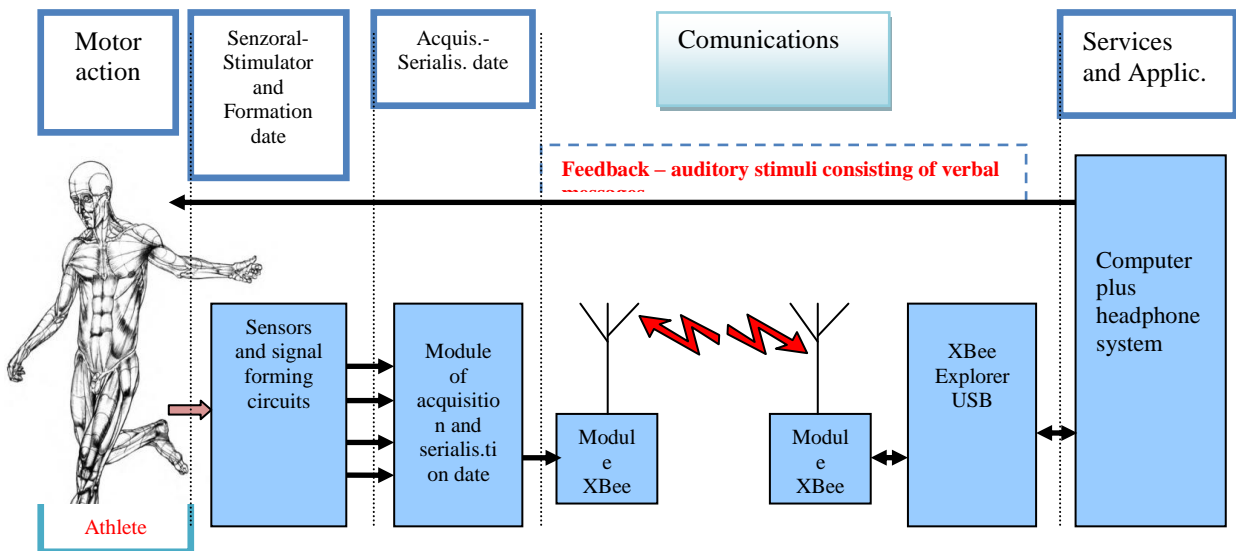 Motor
action
Senzoral-
Stimulator
and
Formation
date
Acquis.-
Serialis. date
Comunications
Services
and Applic.
Feedback – auditory stimuli consisting of verbal
messages
Athlete
Sensors
and signal
forming
circuits
Module
of
acquisitio
n and
serialis.ti
on date
Modul
e
XBee
Modul
e
XBee
XBee
Explorer
USB
Computer
plus
headphone
system